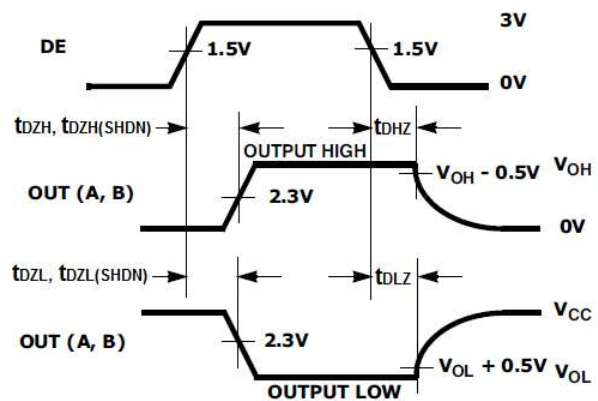 3V
DE
1.5V
1.5V
0V
tDZH, tDZH(SHDN)
tDHZ
OUTPUT HIGH
VOH - 0.5V
VOH
OUT (A, B)
2.3V
0V
tDZL, tDZL(SHDN)
tDLZ
VCC
OUT (A, B)
2.3V
VOL + 0.5V
VOL
OUTPUT LOW